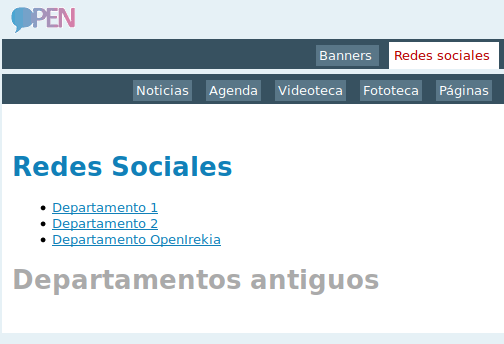 OPEN
Banners Redes sociales
Noticias Agenda Videoteca Fototeca Páginas
Redes Sociales
Departamento 1
Departamento 2
Departamento OpenIrekia
Departamentos antiguos